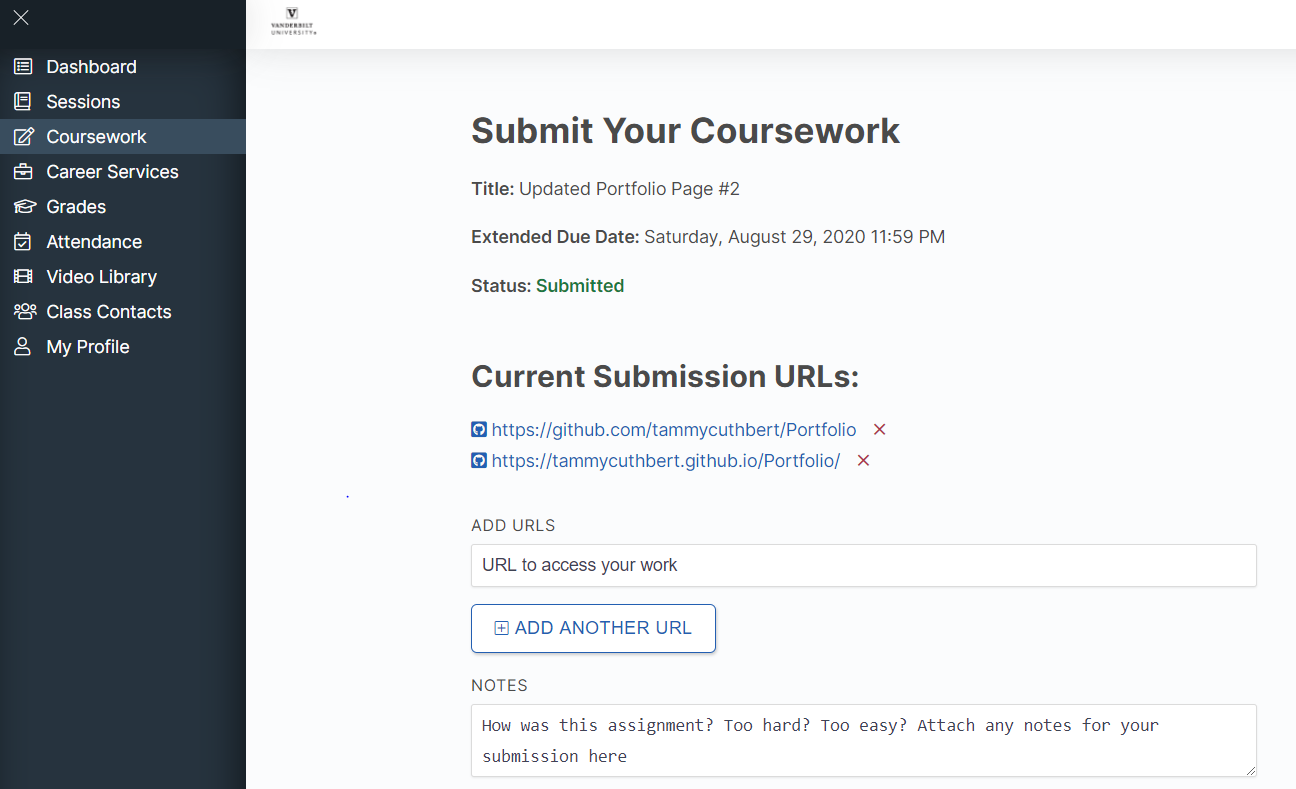 V
VANDERBILT
UNIVERSITY
Dashboard
Sessions
Coursework
Career Services
Grades
Attendance
Video Library
Class Contacts
My Profile
Submit Your Coursework
Title: Updated Portfolio Page #2
Extended Due Date: Saturday, August 29, 2020 11:59 PM
Status: Submitted
Current Submission URLs:
https://github.com/tammycuthbert/Portfolio
https://tammycuthbert.github.io/Portfolio/
ADD URLS
URL to access your work
ADD ANOTHER URL
NOTES
How was this assignment? Too hard? Too easy? Attach any notes for your
submission here